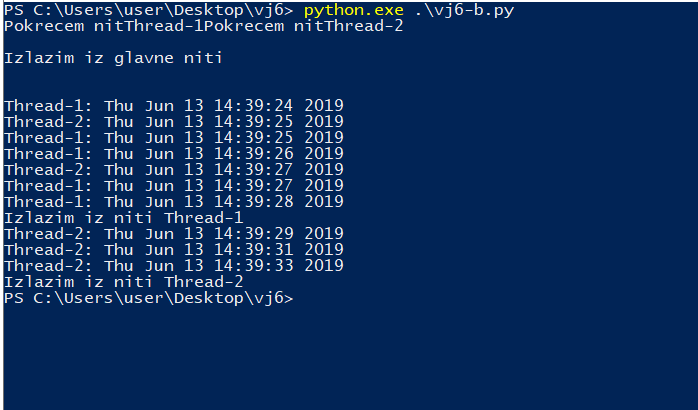 PS C:\Users\user\Desktop\vj6> python.exe .\vj6-b.py
Pokrecem nitThread-1Pokrecem nitThread-2
Izlazim iz glavne niti
Thread-1: Thu Jun 13 14:39:24 2019
Thread-2: Thu Jun 13 14:39:25 2019
Thread-1: Thu Jun 13 14:39:25 2019
Thread-1: Thu Jun 13 14:39:26 2019
Thread-2: Thu Jun 13 14:39:27 2019
Thread-1: Thu Jun 13 14:39:27 2019
Thread-1: Thu Jun 13 14:39:28 2019
Izlazim iz niti Thread-1
Thread-2: Thu Jun 13 14:39:29 2019
Thread-2: Thu Jun 13 14:39:31 2019
Thread-2: Thu Jun 13 14:39:33 2019
Izlazim iz niti Thread-2
PS C:\Users\user\Desktop\vj6>